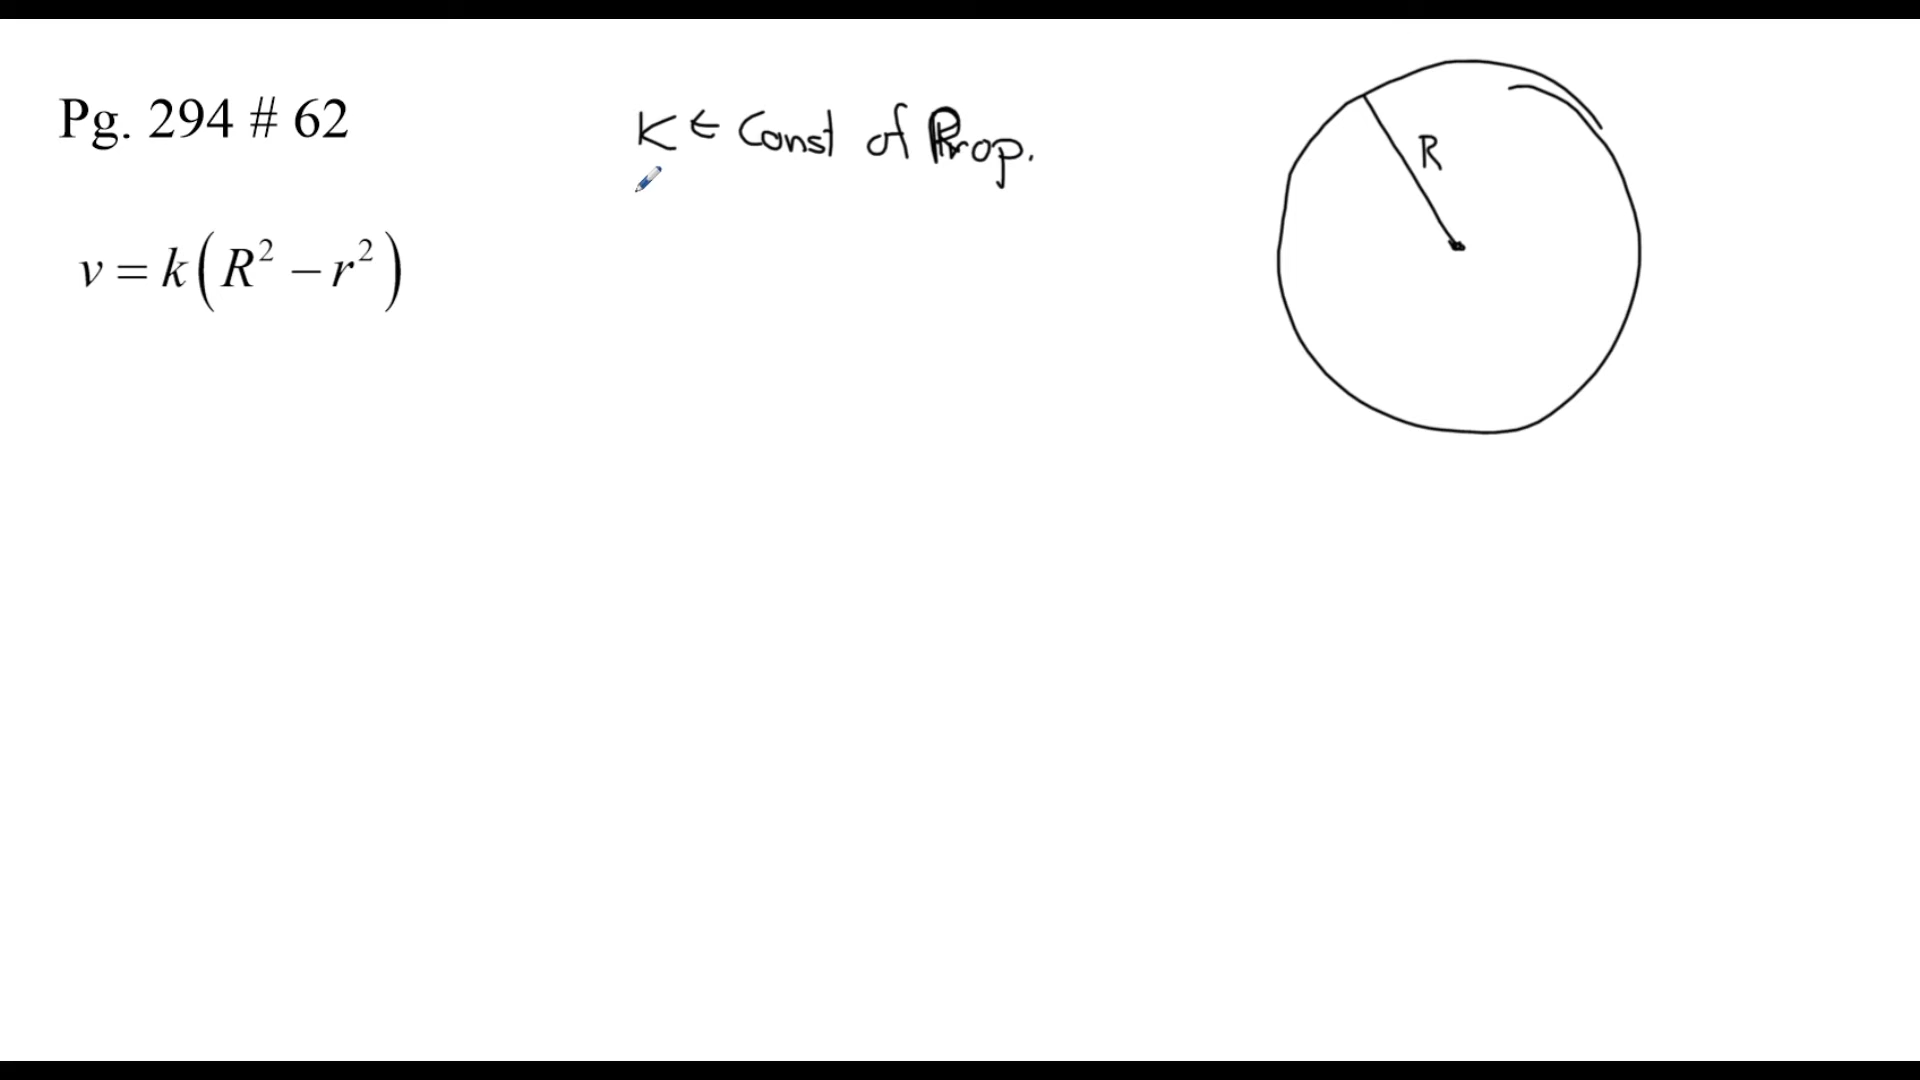 Pg. 294 # 62
K ← Const of Prop.
v = k(R² − r²)
R